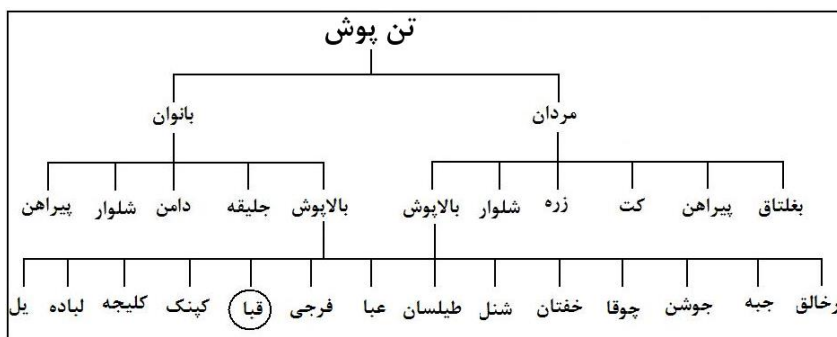 تن پوش
مردان بانوان
بغلتاق پیراهن کت زره شلوار بالاپوش بالاپوش جلیقه دامن شلوار پیراهن
رخالق جبه جوشن چوقا خفتان شنل طیلسان عبا فرجی قبا کپنک کلیجه لباده یل